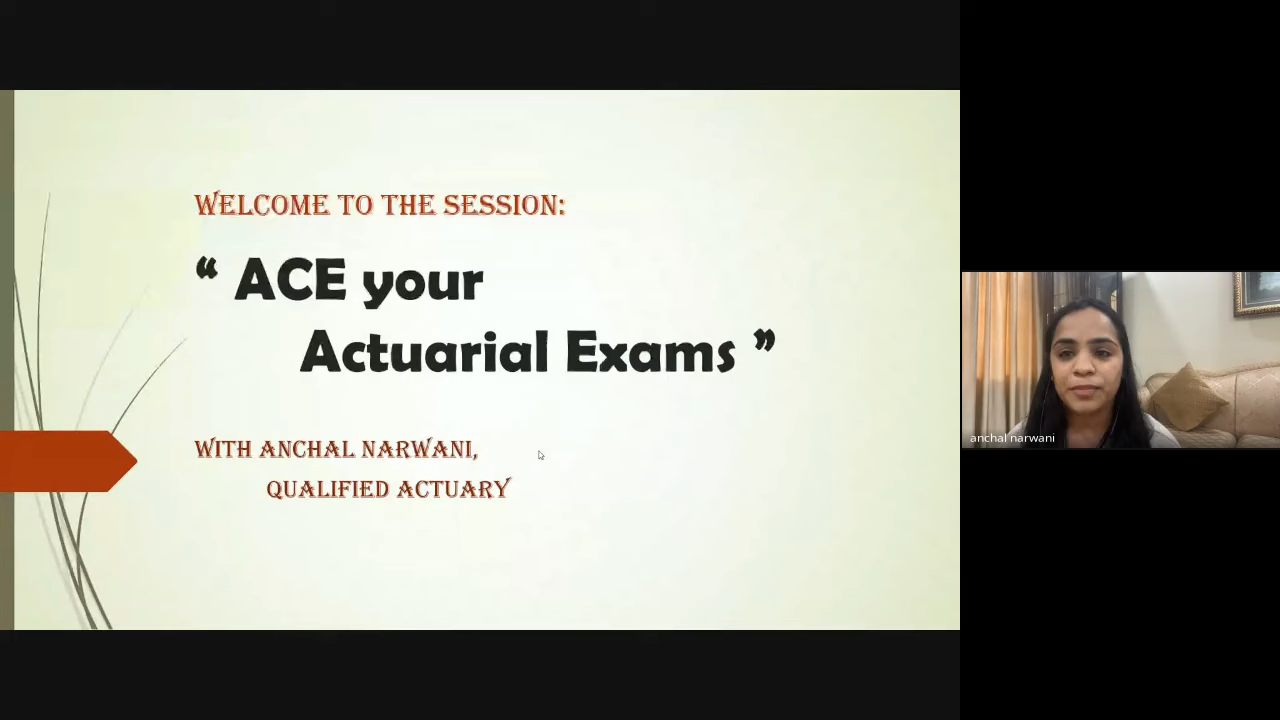 WELCOME TO THE SESSION:
“ ACE your
Actuarial Exams ”
WITH ANCHAL NARWANI,
QUALIFIED ACTUARY
anchal narwani